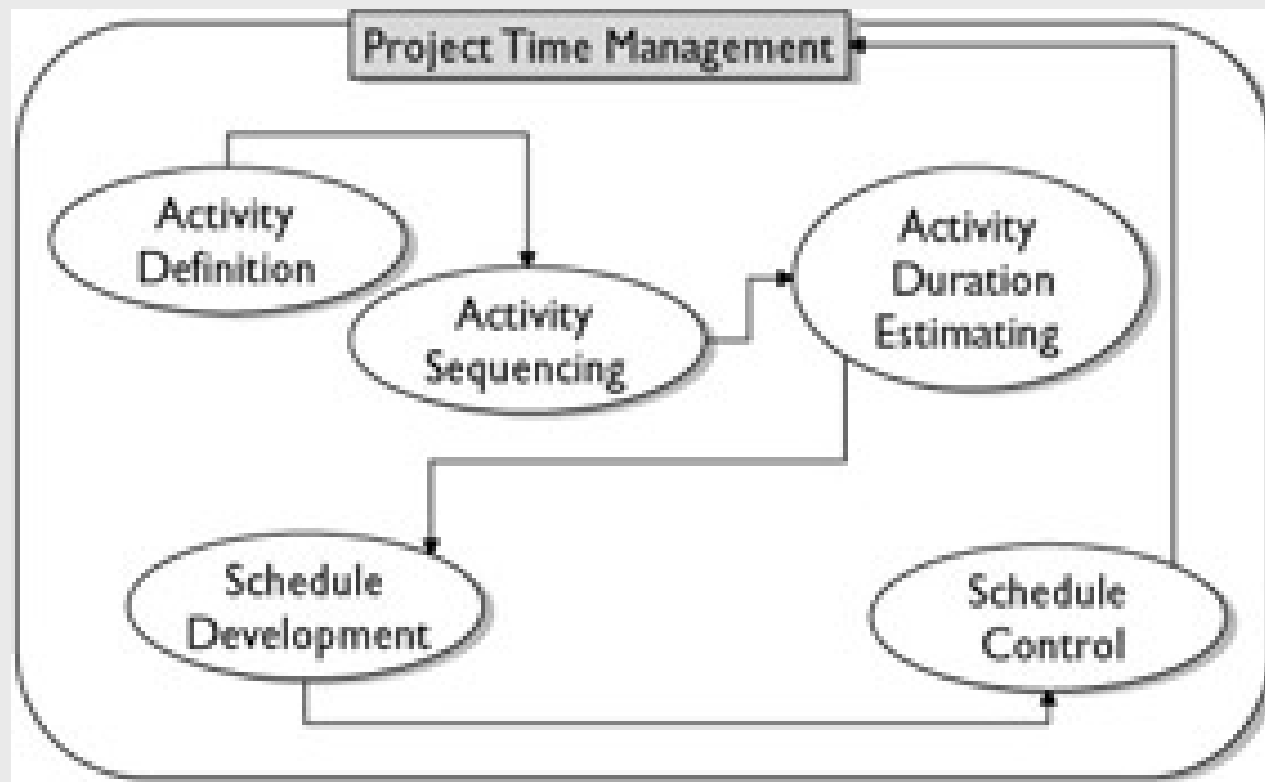 Project Time Management
Activity
Definition
Activity
Sequencing
Activity
Duration
Estimating
Schedule
Development
Schedule
Control